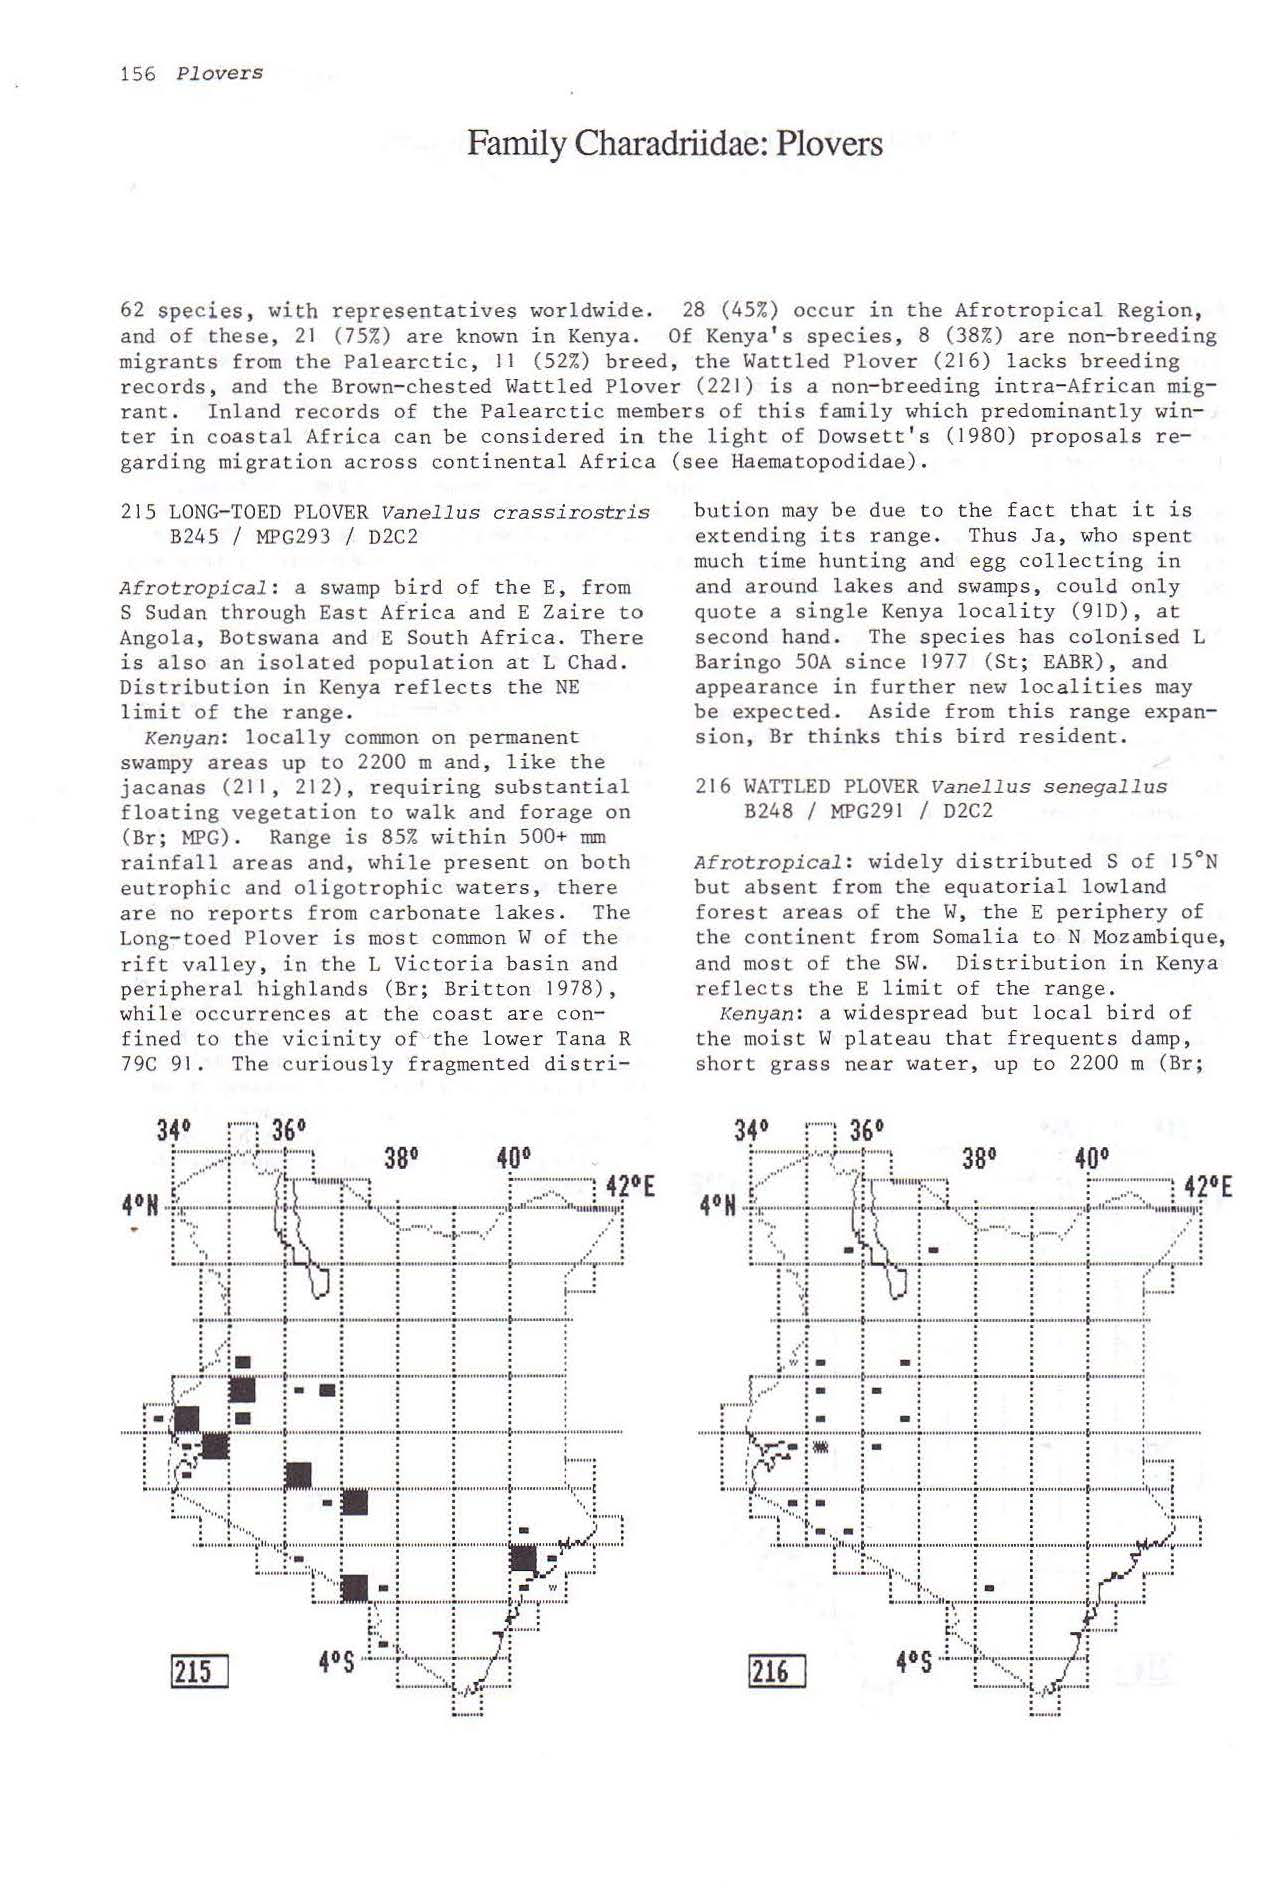 156 Plovers
Family Charadriidae: Plovers
62 species, with representatives worldwide. 28 (45%) occur in the Afrotropical Region,
and of these, 21 (75%) are known in Kenya. Of Kenya's species, 8 (38%) are non-breeding
migrants from the Palearctic, 11 (52%) breed, the Wattled Plover (216) lacks breeding
records, and the Brown-chested Wattled Plover (221) is a non-breeding intra-African mig-
rant. Inland records of the Palearctic members of this family which predominantly win-
ter in coastal Africa can be considered in the light of Dowsett's (1980) proposals re-
garding migration across continental Africa (see Haematopodidae).
215 LONG-TOED PLOVER Vanellus crassirostris
B245 / MPG293 / D2C2
Afrotropical: a swamp bird of the E, from
S Sudan through East Africa and E Zaire to
Angola, Botswana and E South Africa. There
is also an isolated population at L Chad.
Distribution in Kenya reflects the NE
limit of the range.
Kenyan: locally common on permanent
swampy areas up to 2200 m and, like the
jacanas (211, 212), requiring substantial
floating vegetation to walk and forage on
(Br; MPG). Range is 85% within 500+ mm
rainfall areas and, while present on both
eutrophic and oligotrophic waters, there
are no reports from carbonate lakes. The
Long-toed Plover is most common W of the
rift valley, in the L Victoria basin and
peripheral highlands (Br; Britton 1978),
while occurrences at the coast are con-
fined to the vicinity of the lower Tana R
79C 91. The curiously fragmented distri-
bution may be due to the fact that it is
extending its range. Thus Ja, who spent
much time hunting and egg collecting in
and around lakes and swamps, could only
quote a single Kenya locality (91D), at
second hand. The species has colonised L
Baringo 50A since 1977 (St; EABR), and
appearance in further new localities may
be expected. Aside from this range expan-
sion, Br thinks this bird resident.
216 WATTLED PLOVER Vanellus senegallus
B248 / MPG291 / D2C2
Afrotropical: widely distributed S of 15°N
but absent from the equatorial lowland
forest areas of the W, the E periphery of
the continent from Somalia to N Mozambique,
and most of the SW. Distribution in Kenya
reflects the E limit of the range.
Kenyan: a widespread but local bird of
the moist W plateau that frequents damp,
short grass near water, up to 2200 m (Br;
34° 36°
38° 40°
42°E
4°N
W
4°S
215
34° 36°
38° 40°
42°E
4°N
W
4°S
216